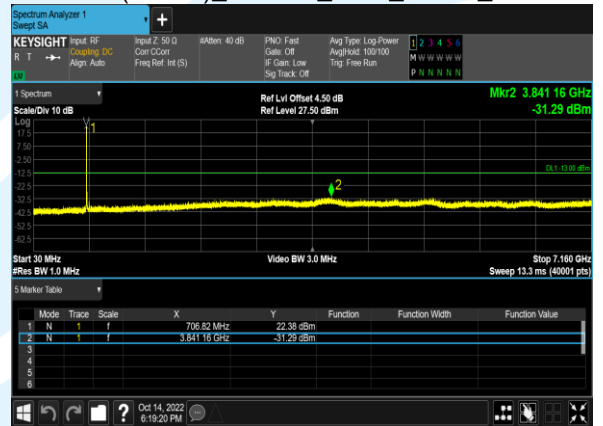 Spectrum Analyzer 1
Swept SA
+
KEYSIGHT Input: RF Input Z: 50 Ω #Atten: 40 dB PNO: Fast Avg Type: Log-Power 1 2 3 4 5 6
R T Coupling: DC Corr CCorr Gate: Off Avg|Hold: 100/100 M W W W W W
Align: Auto Freq Ref: Int (S) IF Gain: Low Trig: Free Run P N N N N N
LU Sig Track: Off
1 Spectrum Ref Lvl Offset 4.50 dB Mkr2 3.841 16 GHz
Scale/Div 10 dB Ref Level 27.50 dBm -31.29 dBm
Log
17.5 1
7.50
-2.50
-12.5 DL1 -13.00 dBm
-22.5 2
-32.5
-42.5
-52.5
-62.5
Start 30 MHz Video BW 3.0 MHz Stop 7.160 GHz
#Res BW 1.0 MHz Sweep 13.3 ms (40001 pts)
5 Marker Table
Mode Trace Scale X Y Function Function Width Function Value
1 N 1 f 706.82 MHz 22.38 dBm
2 N 1 f 3.841 16 GHz -31.29 dBm
3
4
5
6
? Oct 14, 2022
6:19:20 PM